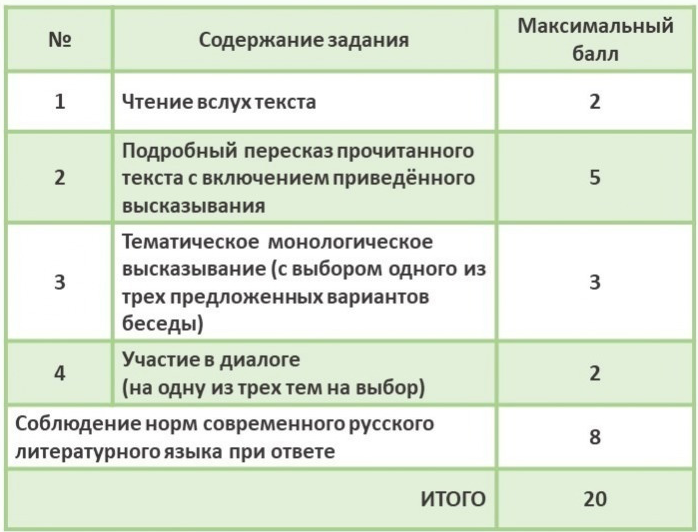 № Содержание задания Максимальный балл
1 Чтение вслух текста 2
2 Подробный пересказ прочитанного
текста с включением приведённого
высказывания 5
3 Тематическое монологическое
высказывание (с выбором одного из
трех предложенных вариантов
беседы) 3
4 Участие в диалоге
(на одну из трех тем на выбор) 2
Соблюдение норм современного русского
литературного языка при ответе 8
ИТОГО 20